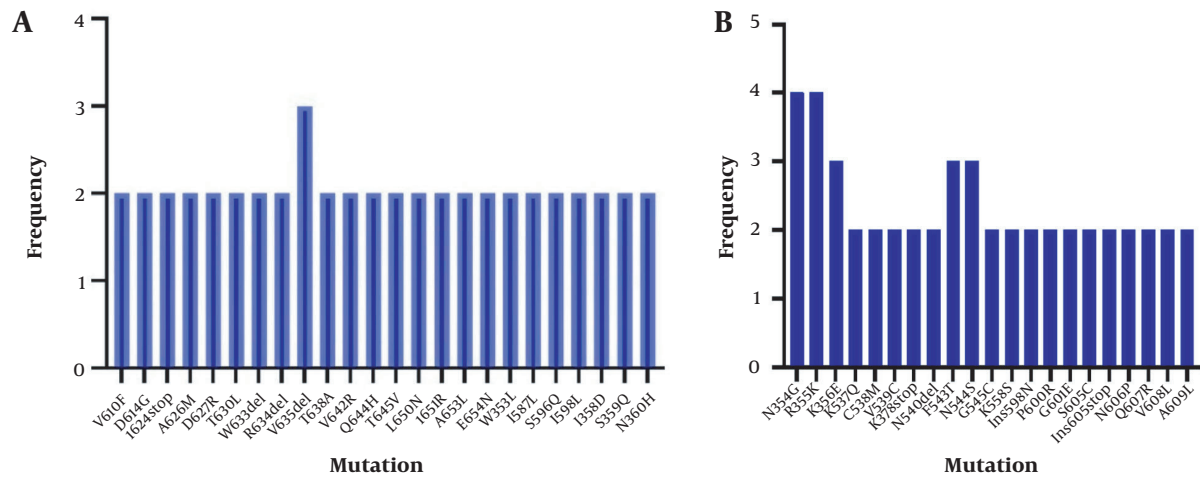 A
Frequency
4
3
2
1
0
V610F
D614G
I624stop
A626M
D627R
T630L
W633del
R634del
V635del
T638A
V642R
Q644H
T645V
L650N
I651R
A653L
E654N
W353L
I587L
S596Q
I598L
I358D
S359Q
N360H
Mutation
B
Frequency
5
4
3
2
1
0
N354G
R355K
K356E
K537Q
C538M
V539C
K378stop
N540del
F543T
N544S
G545C
K558S
Ins598N
P600R
G601E
S605C
Ins605stop
N606P
Q607R
V608L
A609L
Mutation